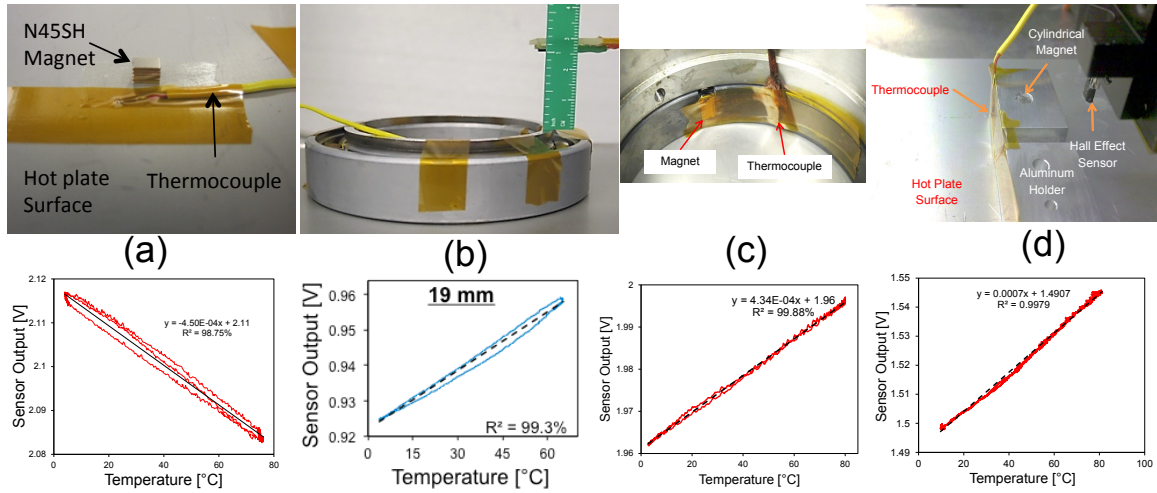 N45SH
Magnet
Hot plate
Surface
Thermocouple
Magnet
Thermocouple
Cylindrical
Magnet
Thermocouple
Hall Effect
Sensor
Aluminum
Holder
Hot Plate
Surface
(a)
(b)
(c)
(d)
2.12
2.11
2.1
2.09
2.08
0
20
40
60
80
y = -4.50E-04x + 2.11
R² = 98.75%
Sensor Output [V]
Temperature [°C]
19 mm
0.96
0.95
0.94
0.93
0.92
0
15
30
45
60
R² = 99.3%
Sensor Output [V]
Temperature [°C]
2
1.99
1.98
1.97
1.96
0
20
40
60
80
y = 4.34E-04x + 1.96
R² = 99.88%
Sensor Output [V]
Temperature [°C]
1.55
1.54
1.53
1.52
1.51
1.5
1.49
0
20
40
60
80
100
y = 0.0007x + 1.4907
R² = 0.9979
Sensor Output [V]
Temperature [°C]